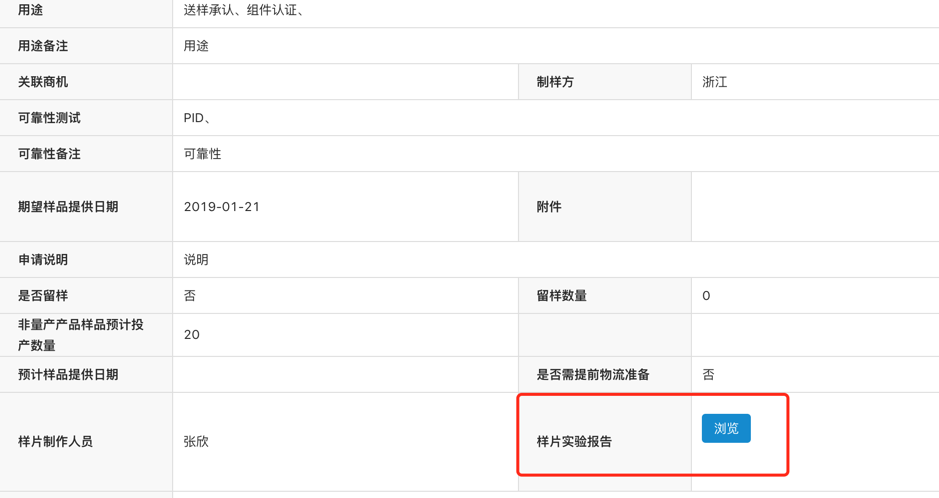 用途 送样承认、组件认证、
用途备注 用途
关联商机 制样方 浙江
可靠性测试 PID、
可靠性备注 可靠性
期望样品提供日期 2019-01-21 附件
申请说明 说明
是否留样 否 留样数量 0
非量产产品样品预计投
产数量 20
预计样品提供日期 是否需提前物流准备 否
样片制作人员 张欣 样片实验报告 浏览